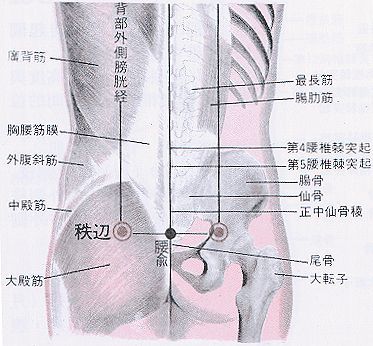 背部外側膀胱経
廣背筋
胸腰筋膜
外腹斜筋
中殿筋
秩辺
大殿筋
腰兪
最長筋
腸肋筋
第4腰椎棘突起
第5腰椎棘突起
腸骨
仙骨
正中仙骨稜
尾骨
大転子